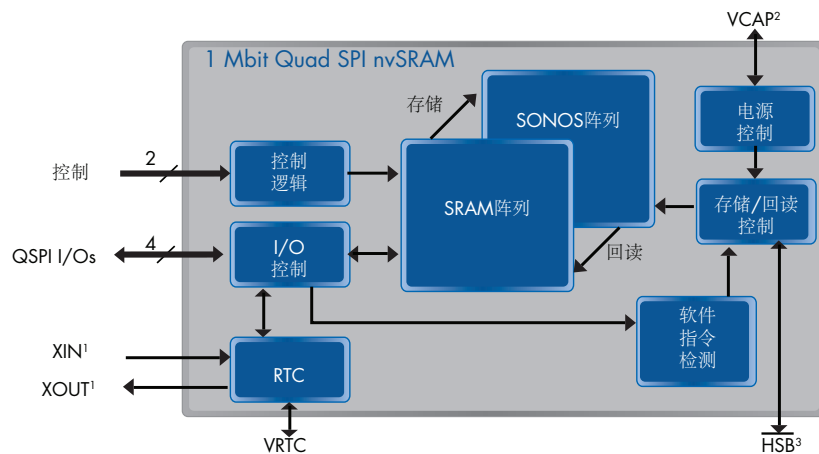 VCAP²
1 Mbit Quad SPI nvSRAM
存储
SONOS阵列
电源
控制
控制
2
控制
逻辑
SRAM阵列
存储/回读
控制
QSPI I/Os
4
I/O
控制
回读
软件
指令
检测
XIN¹
XOUT¹
RTC
VRTC
HSB³